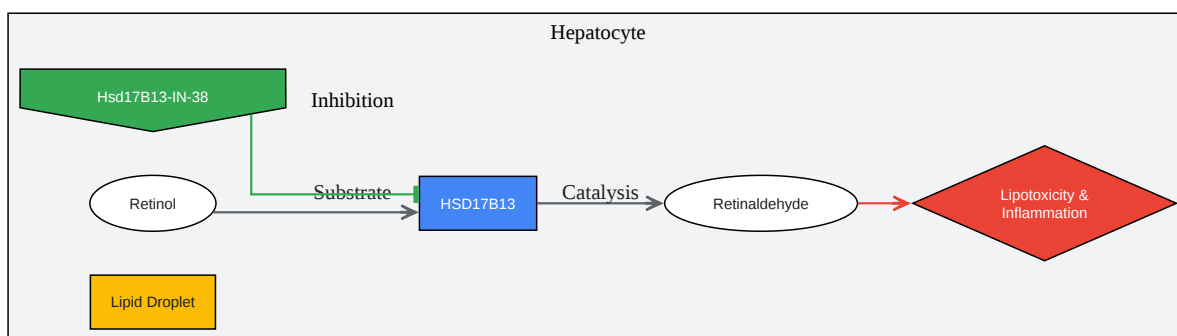 Hepatocyte
Hsd17B13-IN-38
Inhibition
Substrate
Catalysis
Retinol
HSD17B13
Retinaldehyde
Lipotoxicity &
Inflammation
Lipid Droplet